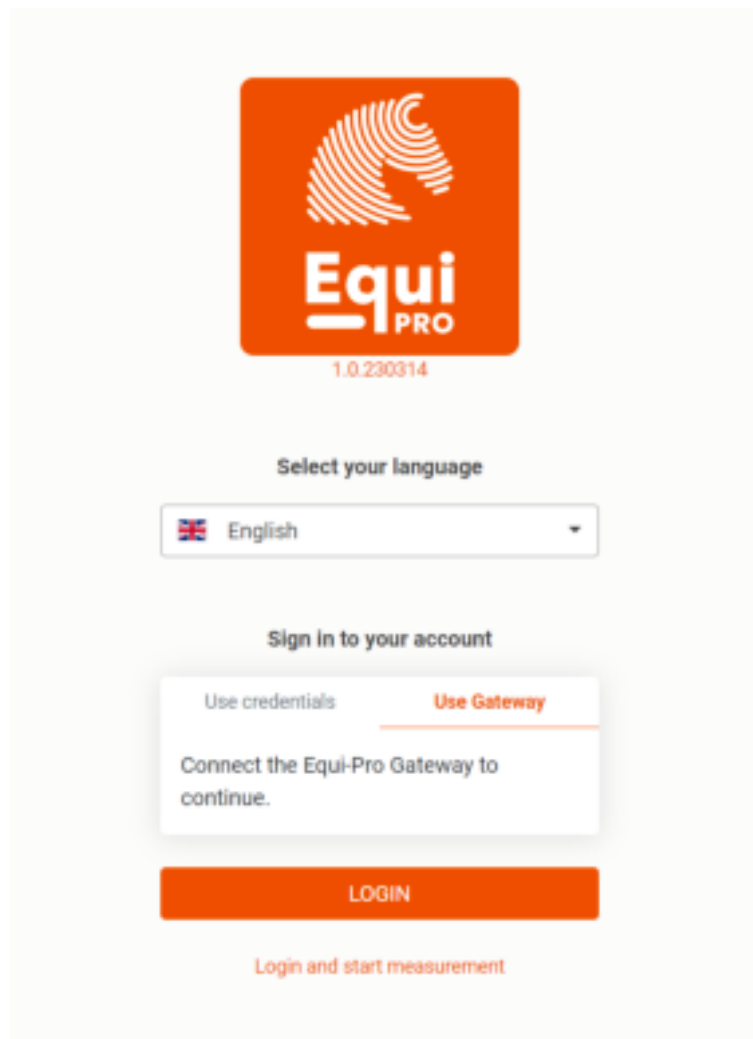 Equi
PRO
1.0.230314
Select your language
English
Sign in to your account
Use credentials Use Gateway
Connect the Equi-Pro Gateway to
continue.
LOGIN
Login and start measurement